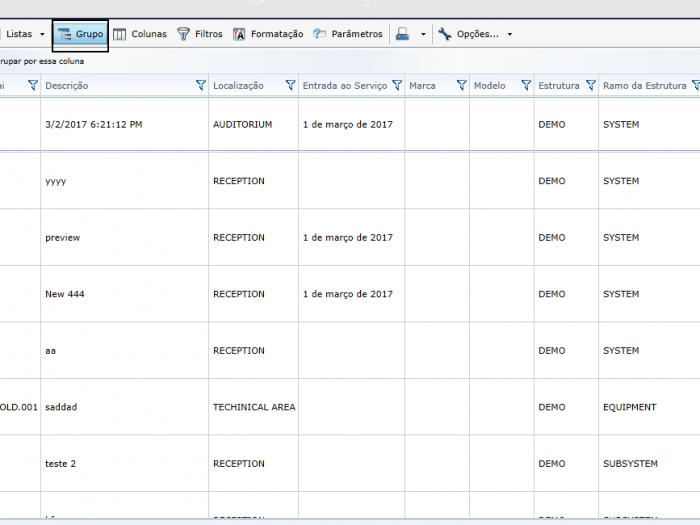 Listas Grupo Colunas Filtros Formatação Parâmetros Opções...
rupar por essa coluna
ai Descrição Localização Entrada ao Serviço Marca Modelo Estrutura Ramo da Estrutura
3/2/2017 6:21:12 PM AUDITORIUM 1 de março de 2017 DEMO SYSTEM
yyyy RECEPTION DEMO SYSTEM
preview RECEPTION 1 de março de 2017 DEMO SYSTEM
New 444 RECEPTION 1 de março de 2017 DEMO SYSTEM
aa RECEPTION DEMO SYSTEM
OLD.001 saddad TECHINICAL AREA DEMO EQUIPMENT
teste 2 RECEPTION DEMO SUBSYSTEM